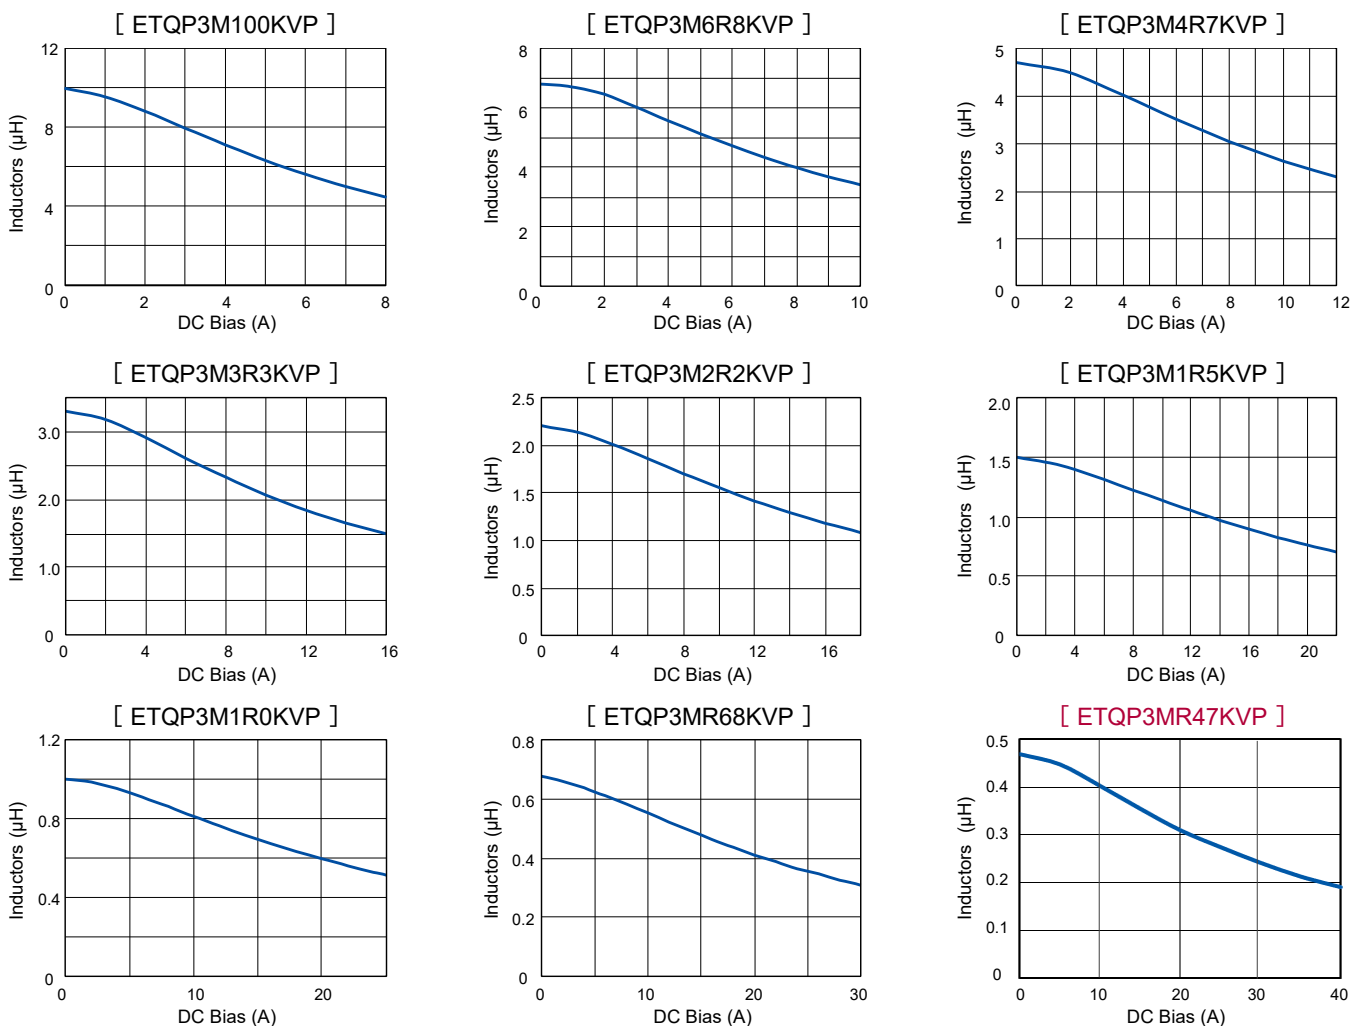 [ ETQP3M100KVP ]
12
8
4
0
Inductors (µH)
0 2 4 6 8
DC Bias (A)
[ ETQP3M6R8KVP ]
8
6
4
2
0
Inductors (µH)
0 2 4 6 8 10
DC Bias (A)
[ ETQP3M4R7KVP ]
5
4
3
2
1
0
Inductors (µH)
0 2 4 6 8 10 12
DC Bias (A)
[ ETQP3M3R3KVP ]
3.0
2.0
1.0
0
Inductors (µH)
0 4 8 12 16
DC Bias (A)
[ ETQP3M2R2KVP ]
2.5
2.0
1.5
1.0
0.5
0
Inductors (µH)
0 4 8 12 16
DC Bias (A)
[ ETQP3M1R5KVP ]
2.0
1.5
1.0
0.5
0
Inductors (µH)
0 4 8 12 16 20
DC Bias (A)
[ ETQP3M1R0KVP ]
1.2
0.8
0.4
0
Inductors (µH)
0 10 20
DC Bias (A)
[ ETQP3MR68KVP ]
0.8
0.6
0.4
0.2
0
Inductors (µH)
0 10 20 30
DC Bias (A)
[ ETQP3MR47KVP ]
0.5
0.4
0.3
0.2
0.1
0
Inductors (µH)
0 10 20 30 40
DC Bias (A)